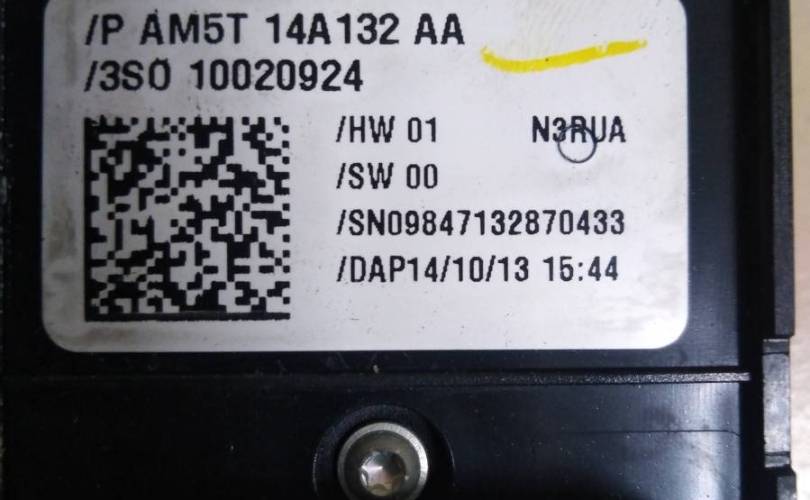 /P AM5T 14A132 AA
/3S0 10020924
/HW 01 N3RUA
/SW 00
/SN09847132870433
/DAP14/10/13 15:44